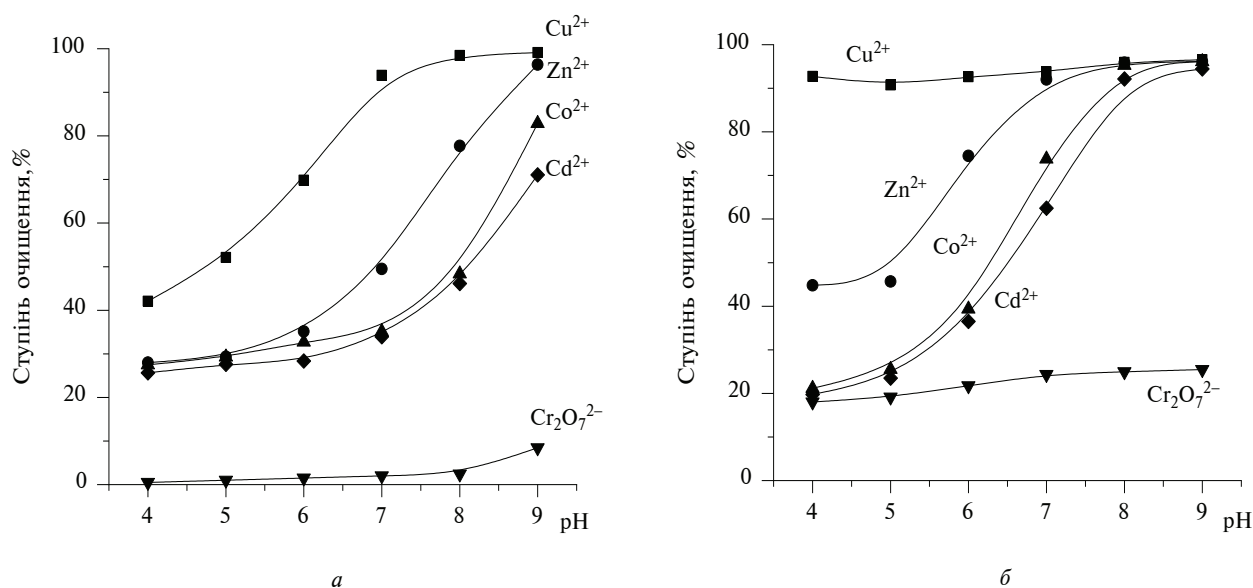 Ступінь очищення,%
100
80
60
40
20
0
4 5 6 7 8 9 pH
Cu²⁺
Zn²⁺
Co²⁺
Cd²⁺
Cr₂O₇²⁻
а
Ступінь очищення, %
100
80
60
40
20
0
4 5 6 7 8 9 pH
Cu²⁺
Zn²⁺
Co²⁺
Cd²⁺
Cr₂O₇²⁻
б